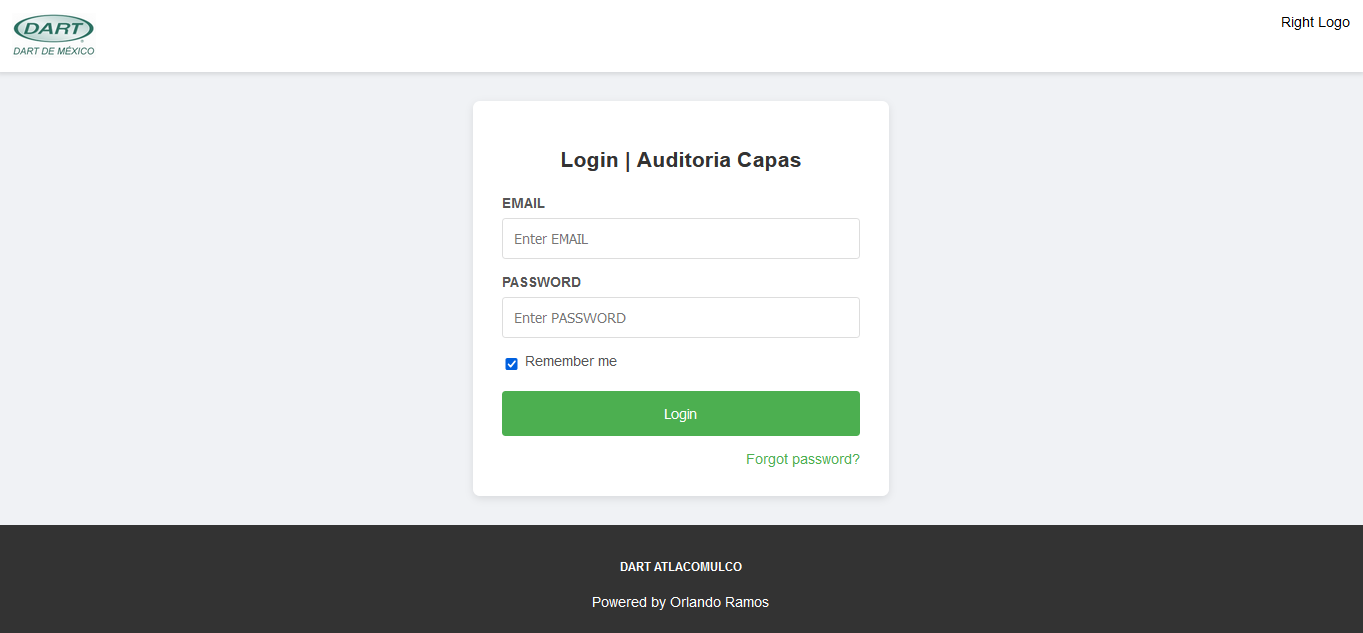 DART
DART DE MÉXICO
Right Logo
Login | Auditoria Capas
EMAIL
Enter EMAIL
PASSWORD
Enter PASSWORD
Remember me
Login
Forgot password?
DART ATLACOMULCO
Powered by Orlando Ramos